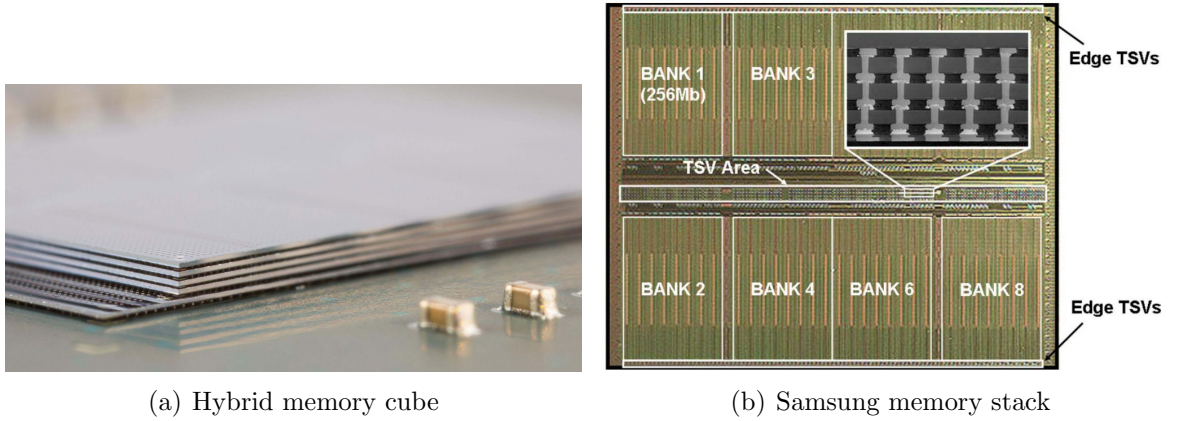 Edge TSVs
BANK 1
(256Mb)
BANK 3
TSV Area
BANK 2
BANK 4
BANK 6
BANK 8
Edge TSVs
(a) Hybrid memory cube
(b) Samsung memory stack